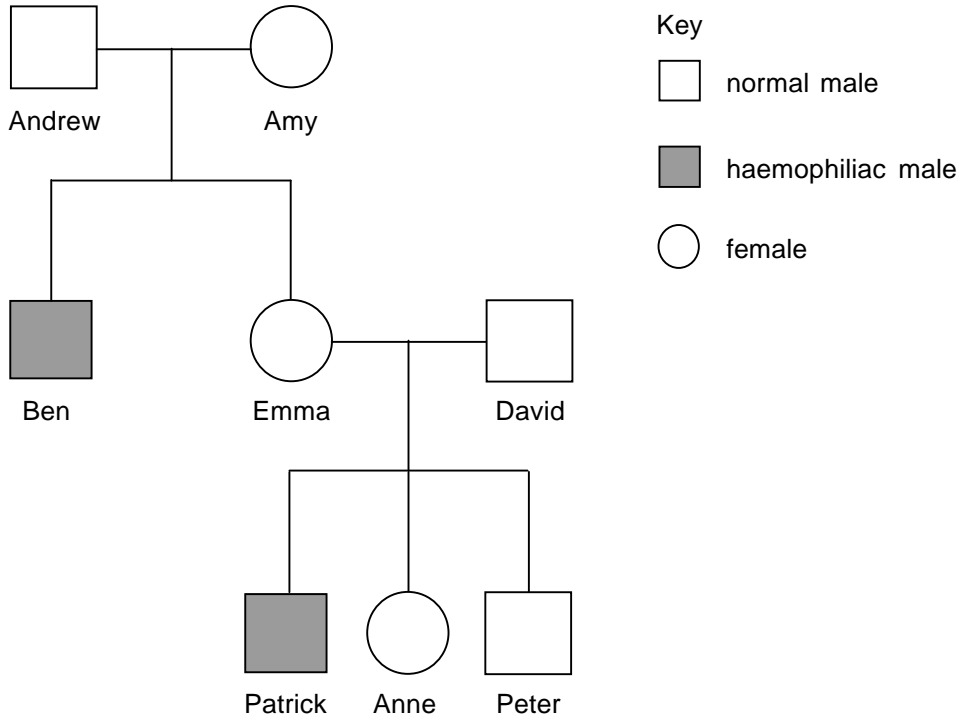 Key
normal male
haemophiliac male
female
Andrew Amy
Ben Emma David
Patrick Anne Peter